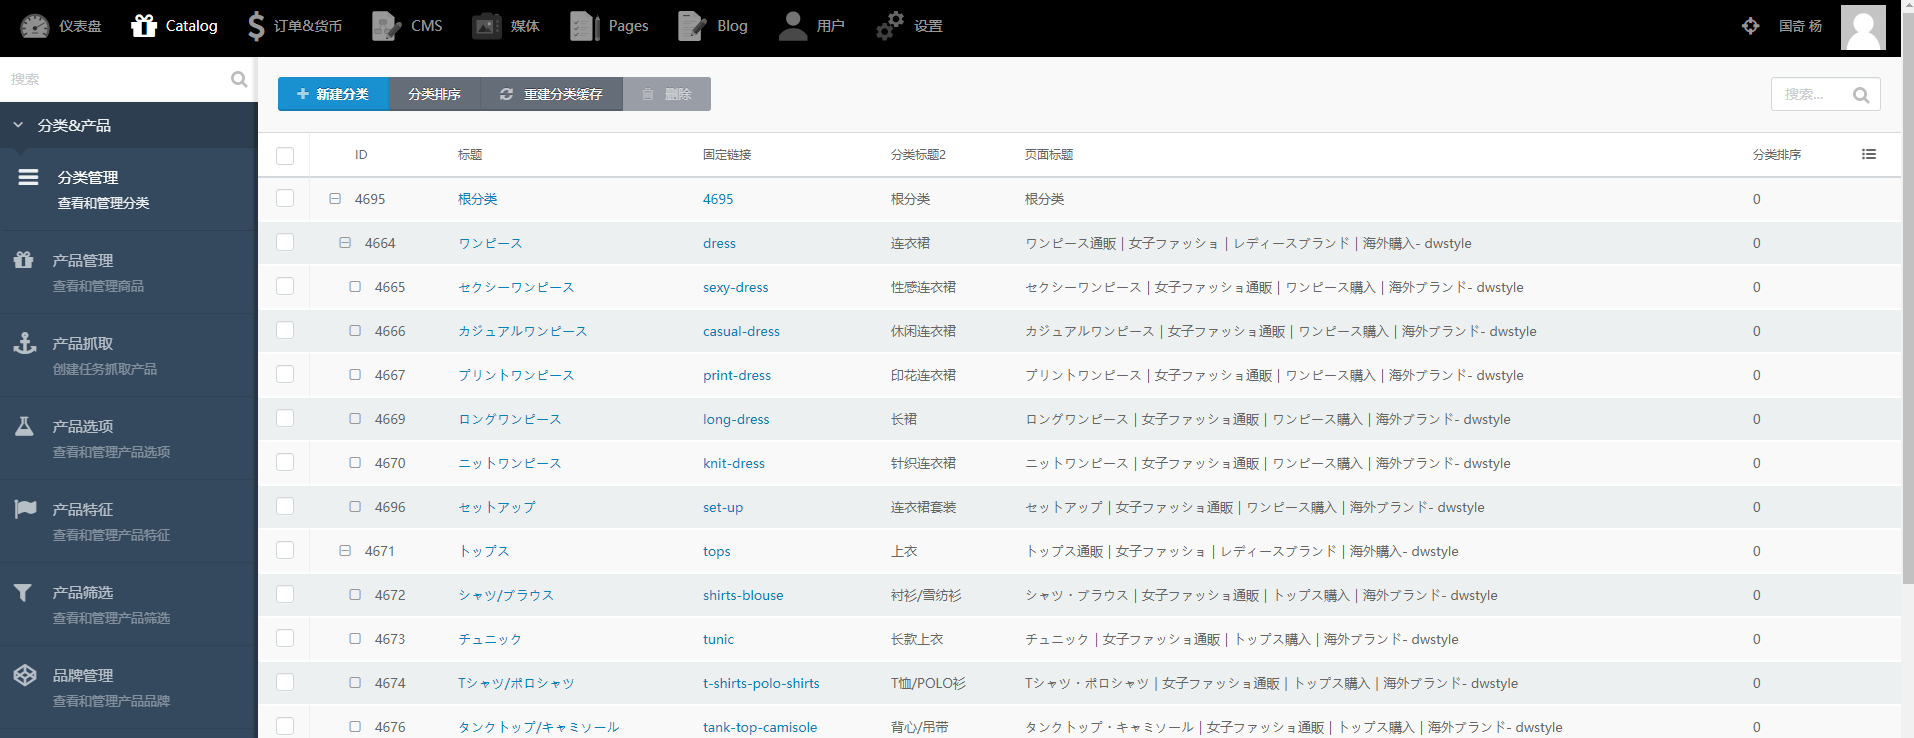 仪表盘 Catalog 订单&货币 CMS 媒体 Pages Blog 用户 设置 国奇 杨
搜索
分类&产品
分类管理
查看和管理分类
产品管理
查看和管理商品
产品抓取
创建任务抓取产品
产品选项
查看和管理产品选项
产品特征
查看和管理产品特征
产品筛选
查看和管理产品筛选
品牌管理
查看和管理产品品牌
新建分类 分类排序 重建分类缓存 删除 搜索...
ID 标题 固定链接 分类标题2 页面标题 分类排序
4695 根分类 4695 根分类 根分类 0
4664 ワンピース dress 连衣裙 ワンピース通販 | 女子ファッショ | レディースブランド | 海外購入- dwstyle 0
4665 セクシーワンピース sexy-dress 性感连衣裙 セクシーワンピース | 女子ファッショ通販 | ワンピース購入 | 海外ブランド- dwstyle 0
4666 カジュアルワンピース casual-dress 休闲连衣裙 カジュアルワンピース | 女子ファッショ通販 | ワンピース購入 | 海外ブランド- dwstyle 0
4667 プリントワンピース print-dress 印花连衣裙 プリントワンピース | 女子ファッショ通販 | ワンピース購入 | 海外ブランド- dwstyle 0
4669 ロングワンピース long-dress 长裙 ロングワンピース | 女子ファッショ通販 | ワンピース購入 | 海外ブランド- dwstyle 0
4670 ニットワンピース knit-dress 针织连衣裙 ニットワンピース | 女子ファッショ通販 | ワンピース購入 | 海外ブランド- dwstyle 0
4696 セットアップ set-up 连衣裙套装 セットアップ | 女子ファッショ通販 | ワンピース購入 | 海外ブランド- dwstyle 0
4671 トップス tops 上衣 トップス通販 | 女子ファッショ | レディースブランド | 海外購入- dwstyle 0
4672 シャツ/ブラウス shirts-blouse 衬衫/雪纺衫 シャツ・ブラウス | 女子ファッショ通販 | トップス購入 | 海外ブランド- dwstyle 0
4673 チュニック tunic 长款上衣 チュニック | 女子ファッショ通販 | トップス購入 | 海外ブランド- dwstyle 0
4674 Tシャツ/ポロシャツ t-shirts-polo-shirts T恤/POLO衫 Tシャツ・ポロシャツ | 女子ファッショ通販 | トップス購入 | 海外ブランド- dwstyle 0
4676 タンクトップ/キャミソール tank-top-camisole 背心/吊带 タンクトップ・キャミソール | 女子ファッショ通販 | トップス購入 | 海外ブランド- dwstyle 0